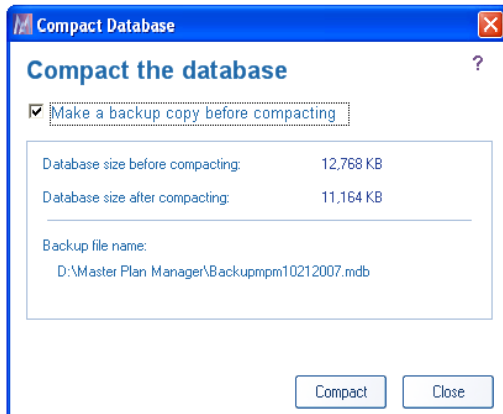 Compact Database
Compact the database
?
Make a backup copy before compacting
Database size before compacting: 12,768 KB
Database size after compacting: 11,164 KB
Backup file name:
D:\Master Plan Manager\Backupmpm10212007.mdb
Compact Close